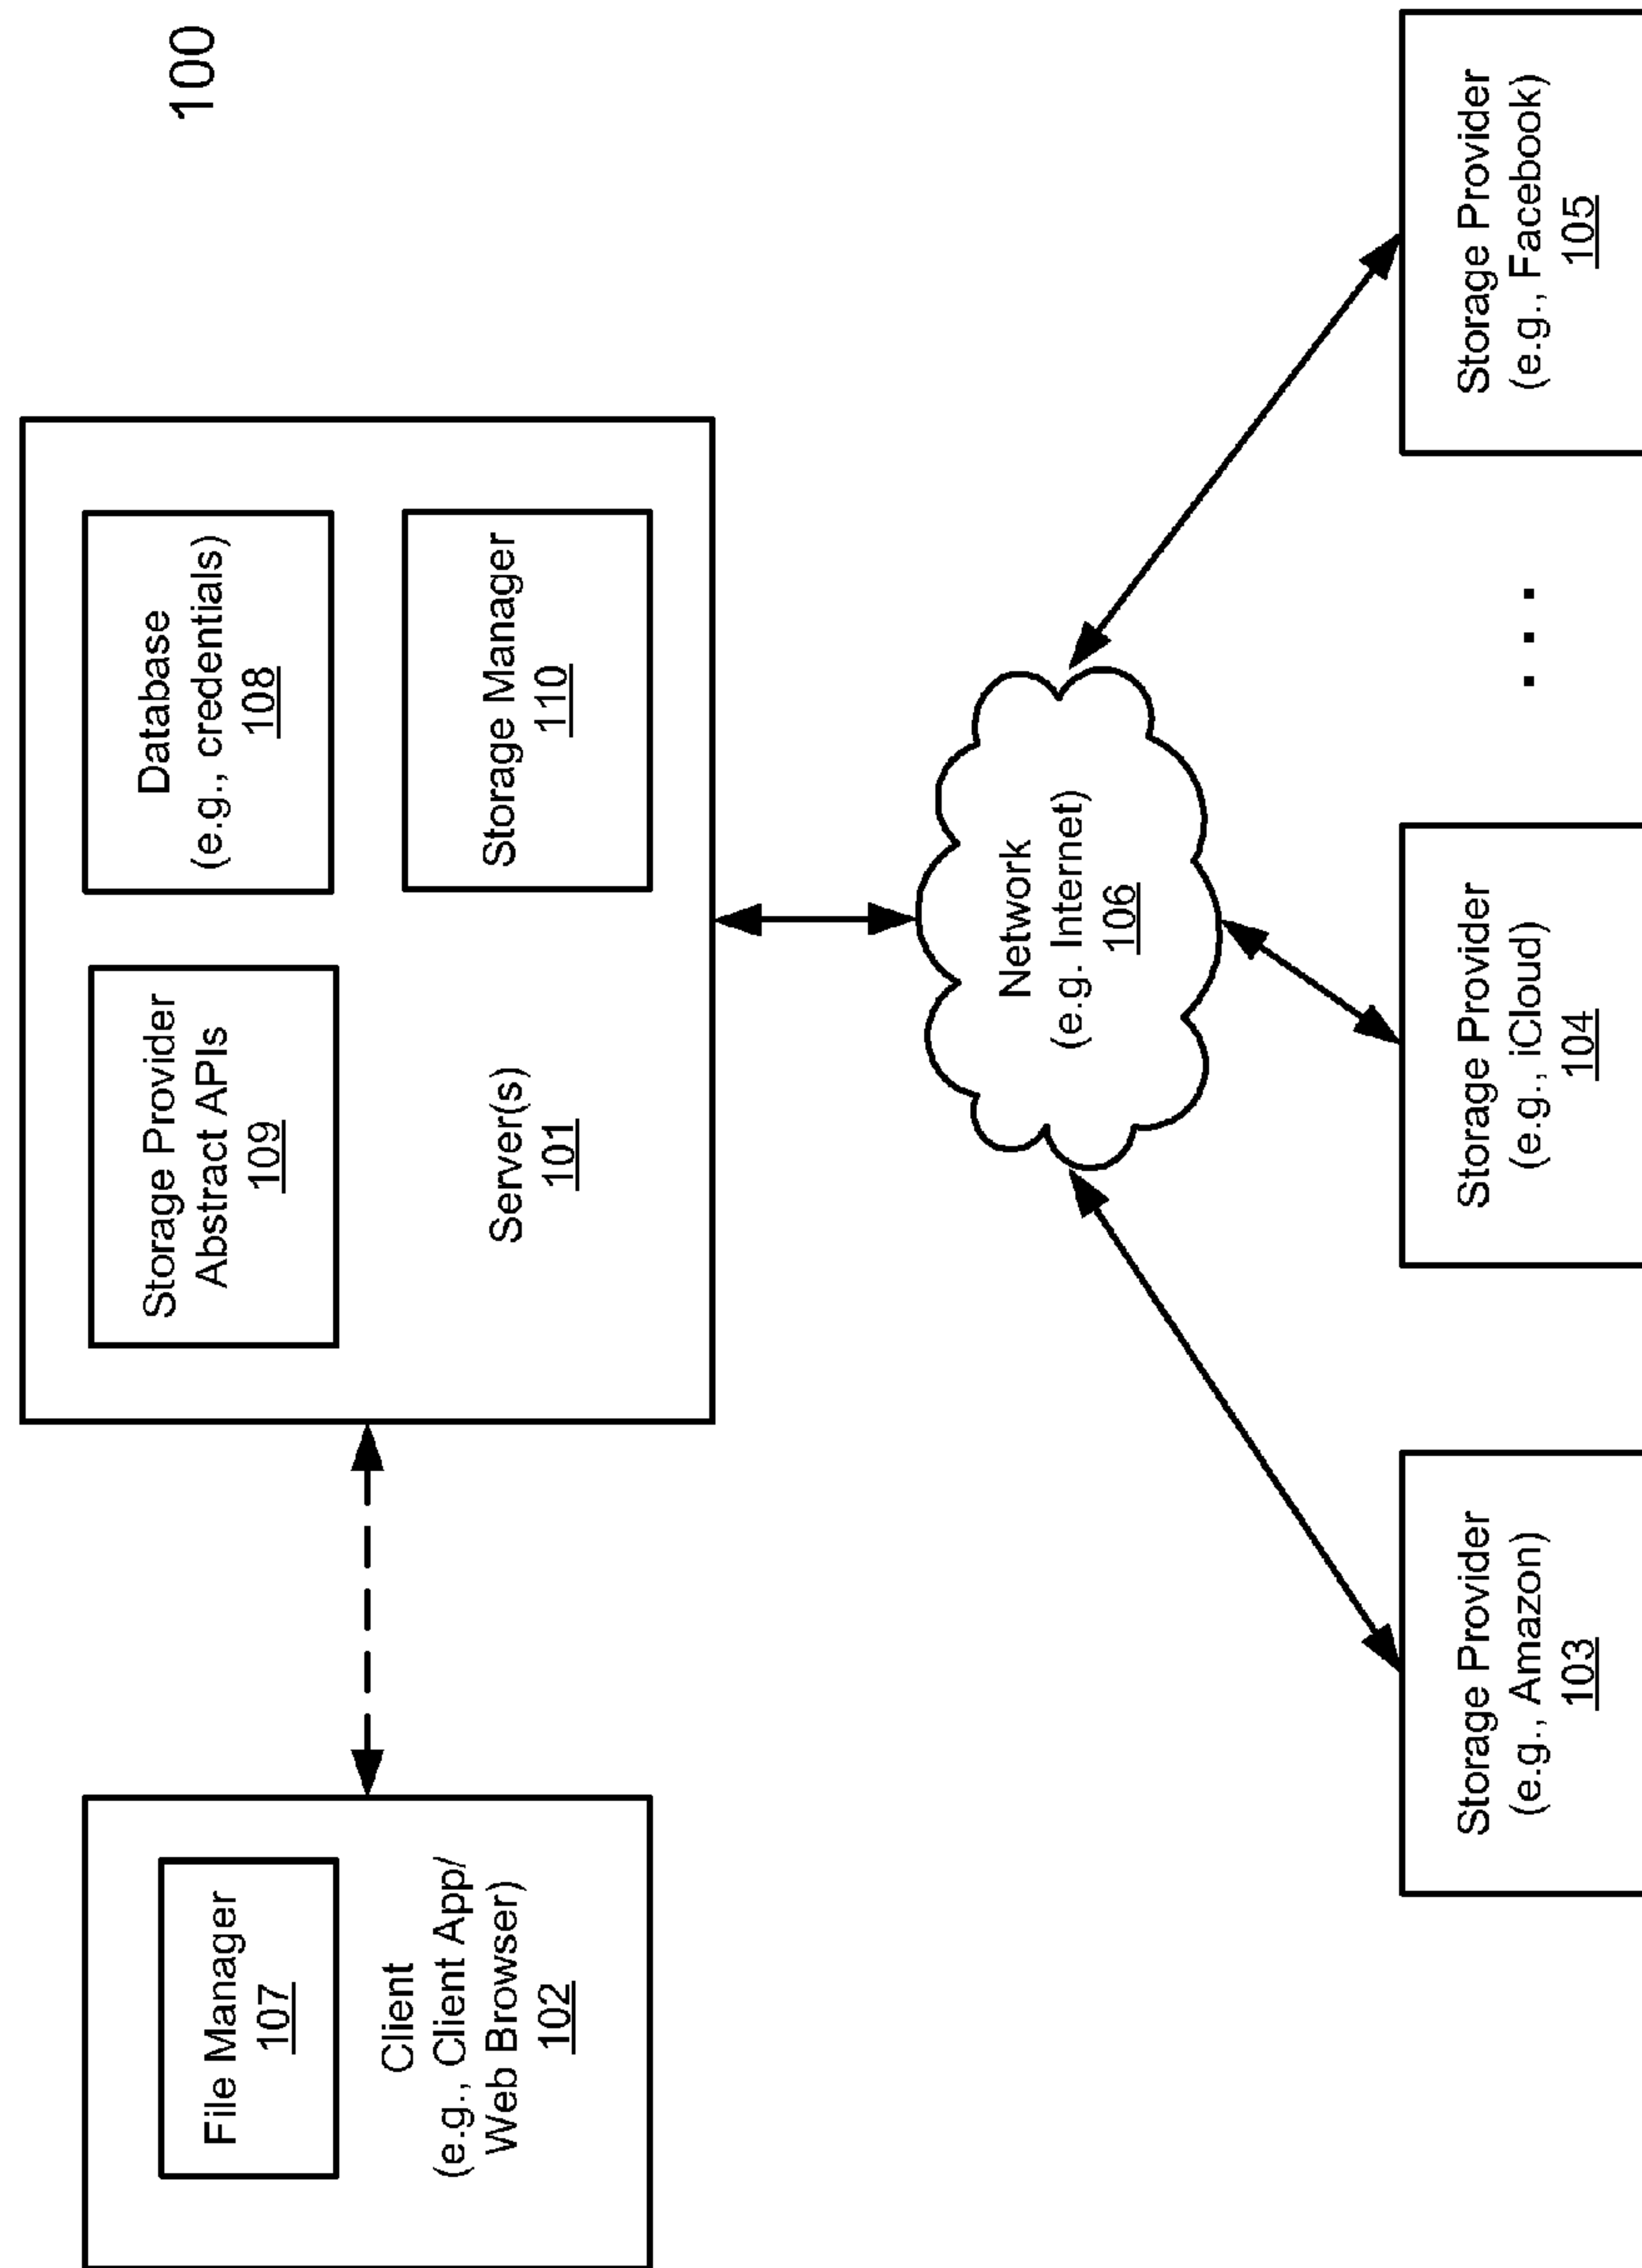 100
File Manager
107
Client
(e.g., Client App/
Web Browser)
102
Storage Provider
Abstract APIs
109
Database
(e.g., credentials)
108
Server(s)
101
Storage Manager
110
Network
(e.g. Internet)
106
Storage Provider
(e.g., Amazon)
103
Storage Provider
(e.g., iCloud)
104
. . .
Storage Provider
(e.g., Facebook)
105